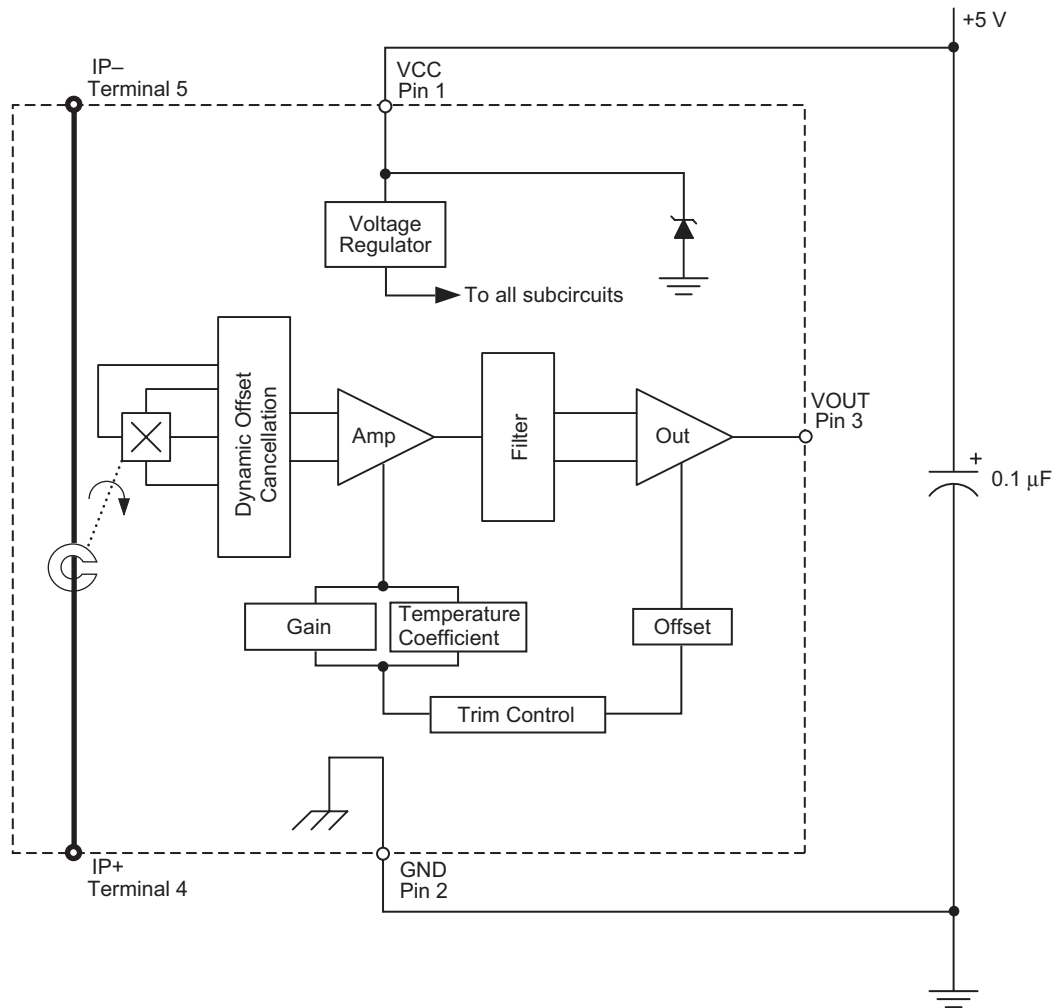 +5 V
IP–
Terminal 5
VCC
Pin 1
Voltage
Regulator
To all subcircuits
Dynamic Offset
Cancellation
Amp
Filter
Out
VOUT
Pin 3
+
0.1 μF
Gain
Temperature
Coefficient
Offset
Trim Control
IP+
Terminal 4
GND
Pin 2